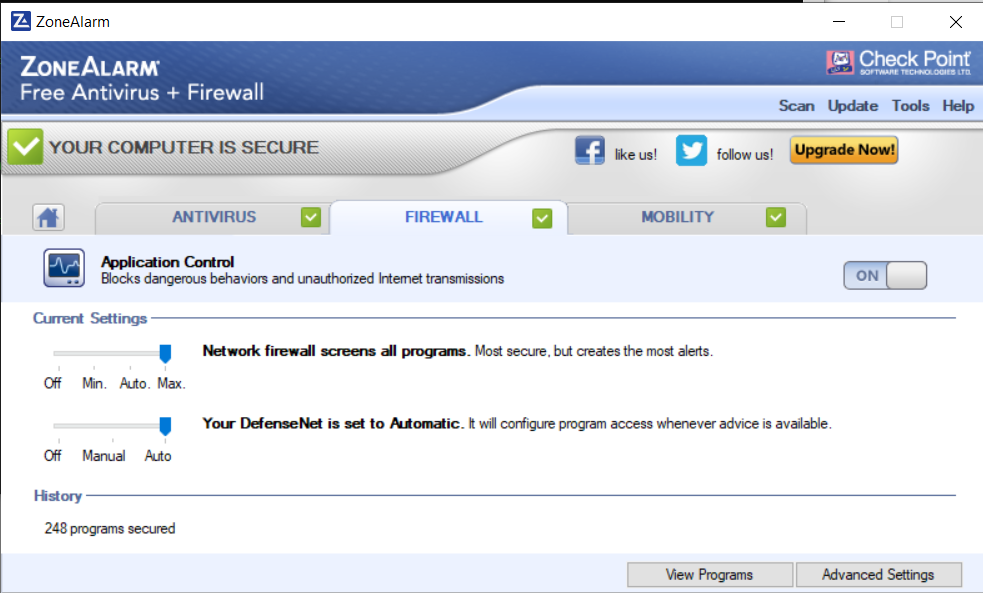 ZoneAlarm
ZONEALARM
Free Antivirus + Firewall
Check Point
SOFTWARE TECHNOLOGIES LTD.
Scan Update Tools Help
YOUR COMPUTER IS SECURE
like us! follow us! Upgrade Now!
ANTIVIRUS FIREWALL MOBILITY
Application Control
Blocks dangerous behaviors and unauthorized Internet transmissions
ON
Current Settings
Network firewall screens all programs. Most secure, but creates the most alerts.
Off Min. Auto. Max.
Your DefenseNet is set to Automatic. It will configure program access whenever advice is available.
Off Manual Auto
History
248 programs secured
View Programs Advanced Settings